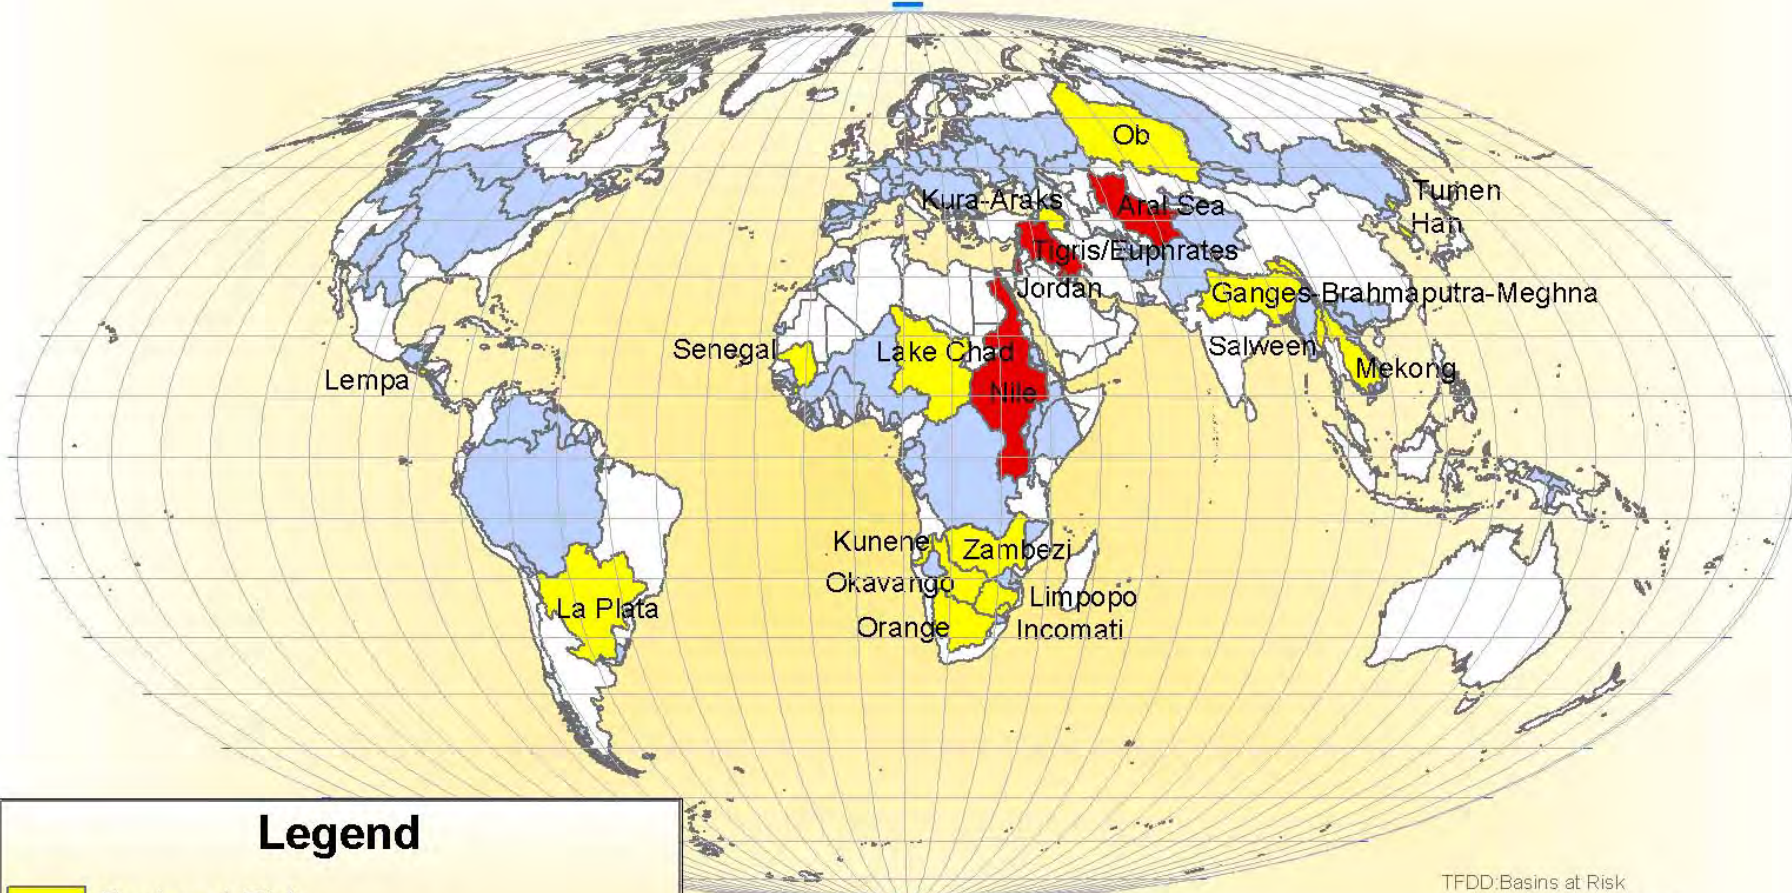 Ob
Tumen
Kura-Araks
Aral Sea
Han
Tigris/Euphrates
Jordan
Ganges-Brahmaputra-Meghna
Senegal
Lake Chad
Salween
Lempa
Mekong
Nile
Kunene
Zambezi
Okavango
Limpopo
La Plata
Orange
Incomati
Legend
TFDD:Basins at Risk